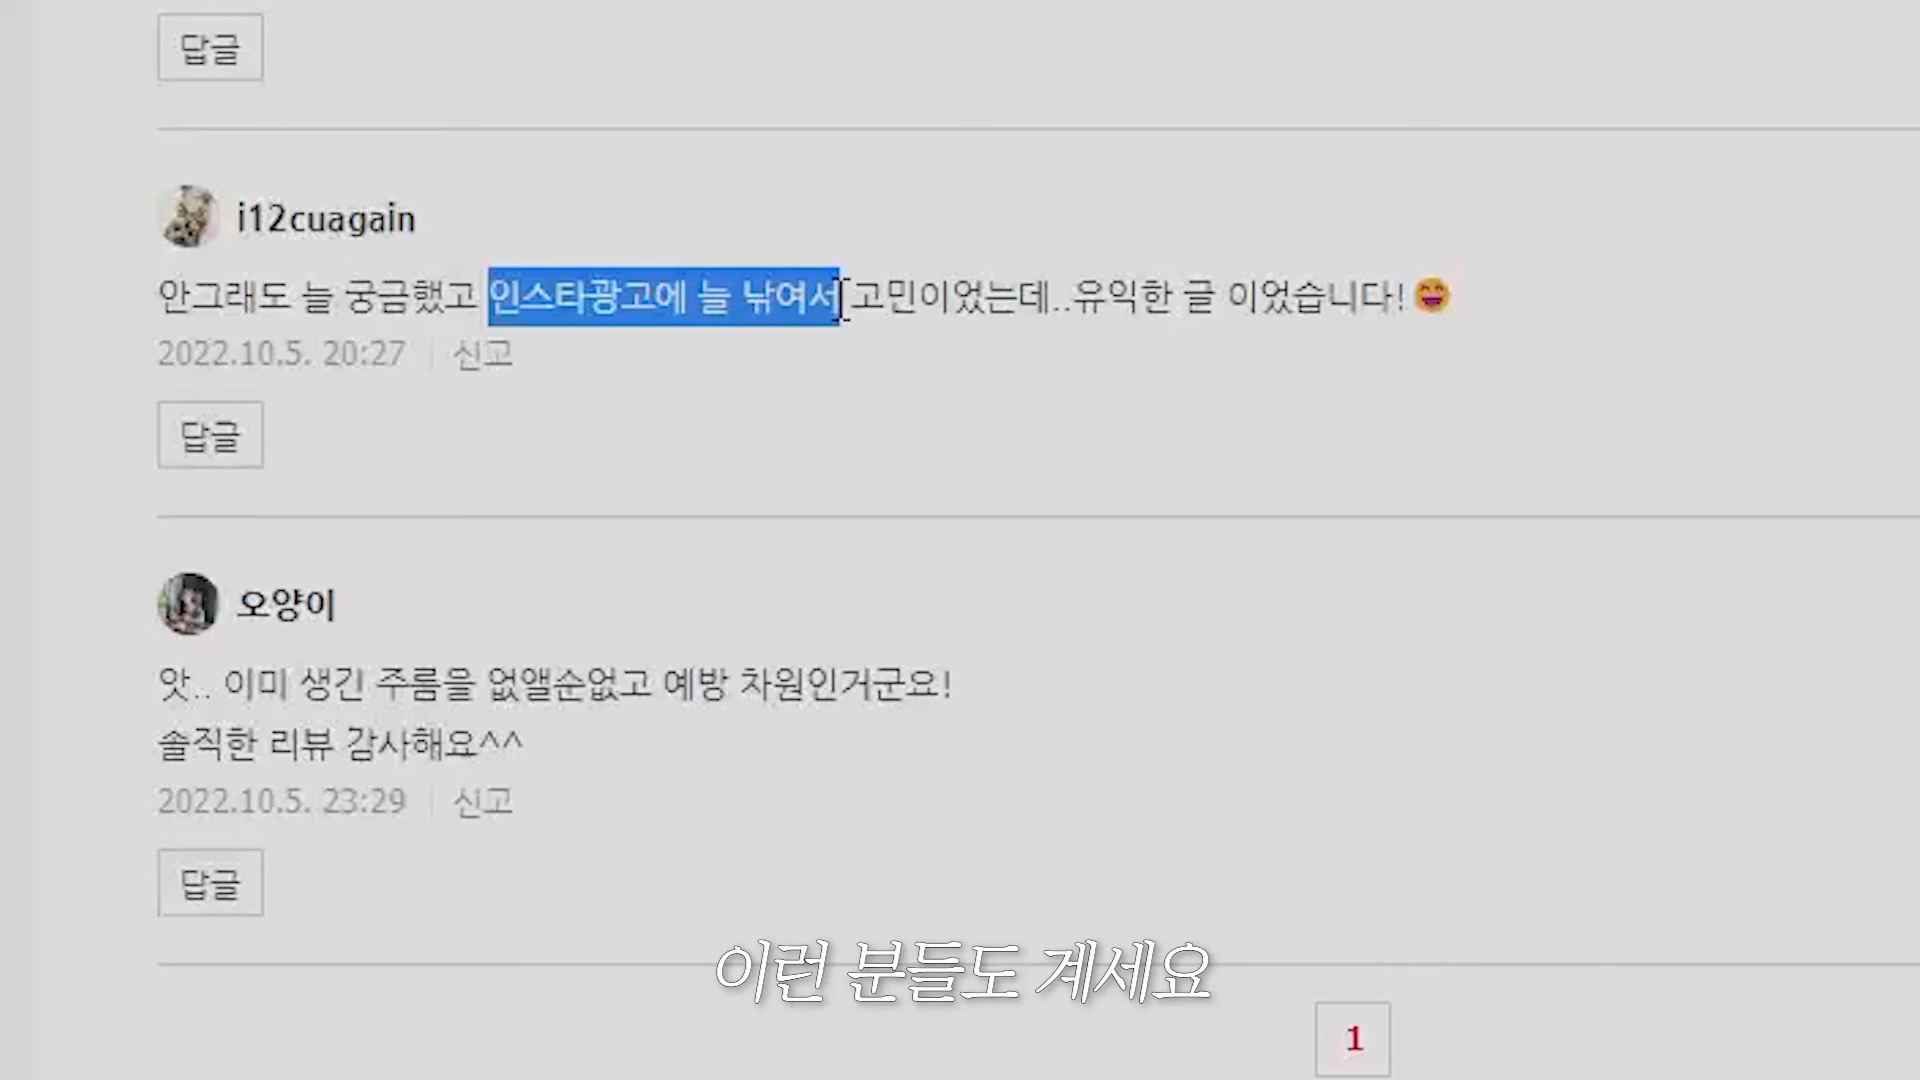 답글
i12cuagain
안그래도 늘 궁금했고 인스타광고에 늘 낚여서 고민이었는데..유익한 글 이었습니다!😄
2022.10.5. 20:27 신고
답글
오양이
앗.. 이미 생긴 주름을 없앨순없고 예방 차원인거군요!
솔직한 리뷰 감사해요^^
2022.10.5. 23:29 신고
답글
이런 분들도 계세요
1